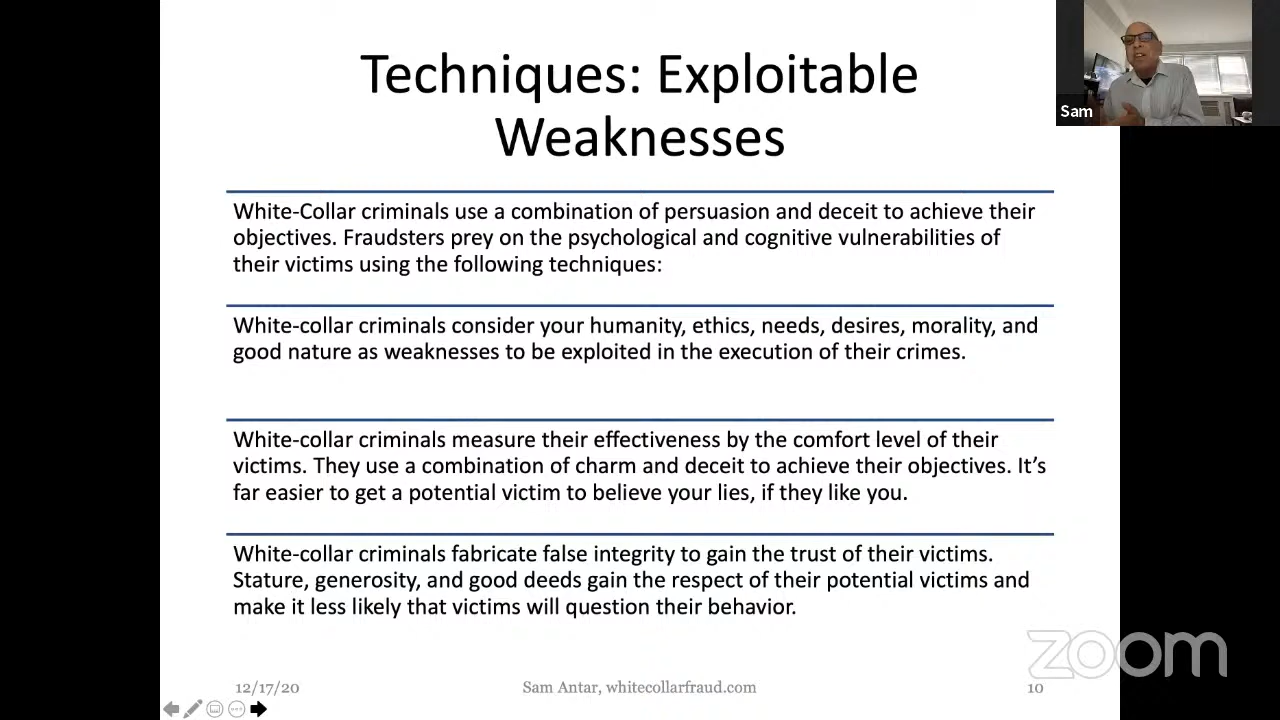 Techniques: Exploitable
Weaknesses
Sam
White-Collar criminals use a combination of persuasion and deceit to achieve their
objectives. Fraudsters prey on the psychological and cognitive vulnerabilities of
their victims using the following techniques:
White-collar criminals consider your humanity, ethics, needs, desires, morality, and
good nature as weaknesses to be exploited in the execution of their crimes.
White-collar criminals measure their effectiveness by the comfort level of their
victims. They use a combination of charm and deceit to achieve their objectives. It’s
far easier to get a potential victim to believe your lies, if they like you.
White-collar criminals fabricate false integrity to gain the trust of their victims.
Stature, generosity, and good deeds gain the respect of their potential victims and
make it less likely that victims will question their behavior.
zoom
12/17/20
Sam Antar, whitecollarfraud.com
10